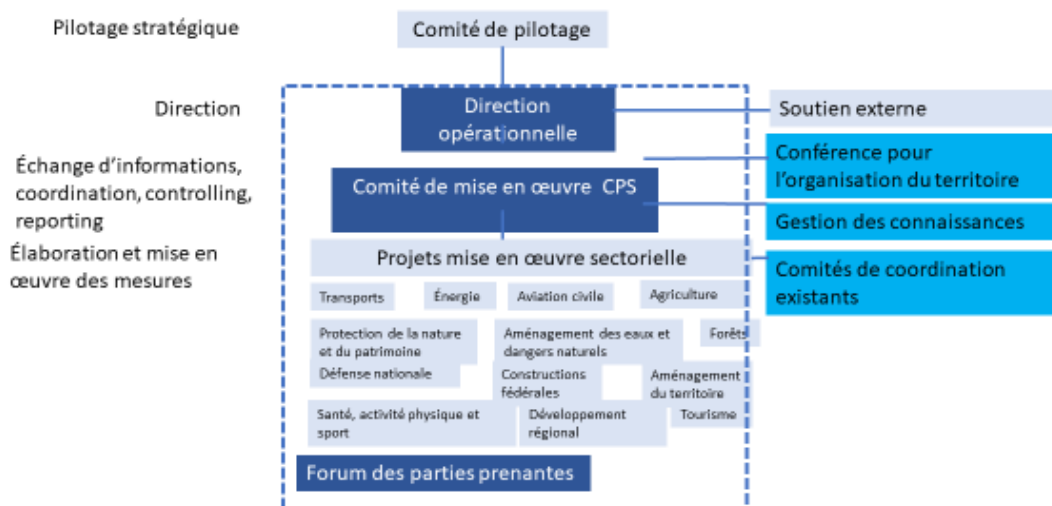 Pilotage stratégique
Comité de pilotage
Direction
Direction
opérationnelle
Soutien externe
Échange d'informations,
coordination, controlling,
reporting
Comité de mise en œuvre CPS
Conférence pour
l'organisation du territoire
Gestion des connaissances
Élaboration et mise en
œuvre des mesures
Projets mise en œuvre sectorielle
Comités de coordination
existants
Transports
Énergie
Aviation civile
Agriculture
Protection de la nature
et du patrimoine
Aménagement des eaux et
dangers naturels
Forêts
Défense nationale
Constructions
fédérales
Aménagement
du territoire
Santé, activité physique et
sport
Développement
régional
Tourisme
Forum des parties prenantes